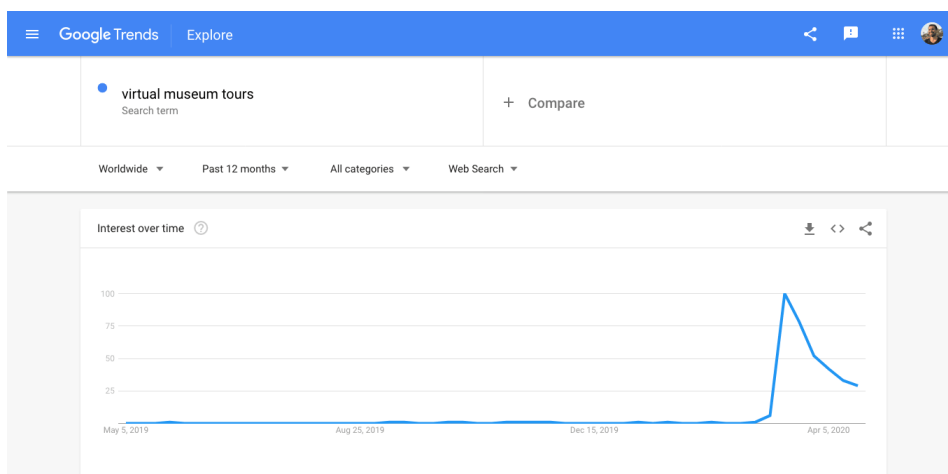 Google Trends Explore
virtual museum tours
Search term
+ Compare
Worldwide Past 12 months All categories Web Search
Interest over time ?
100
75
50
25
May 5, 2019 Aug 25, 2019 Dec 15, 2019 Apr 5, 2020